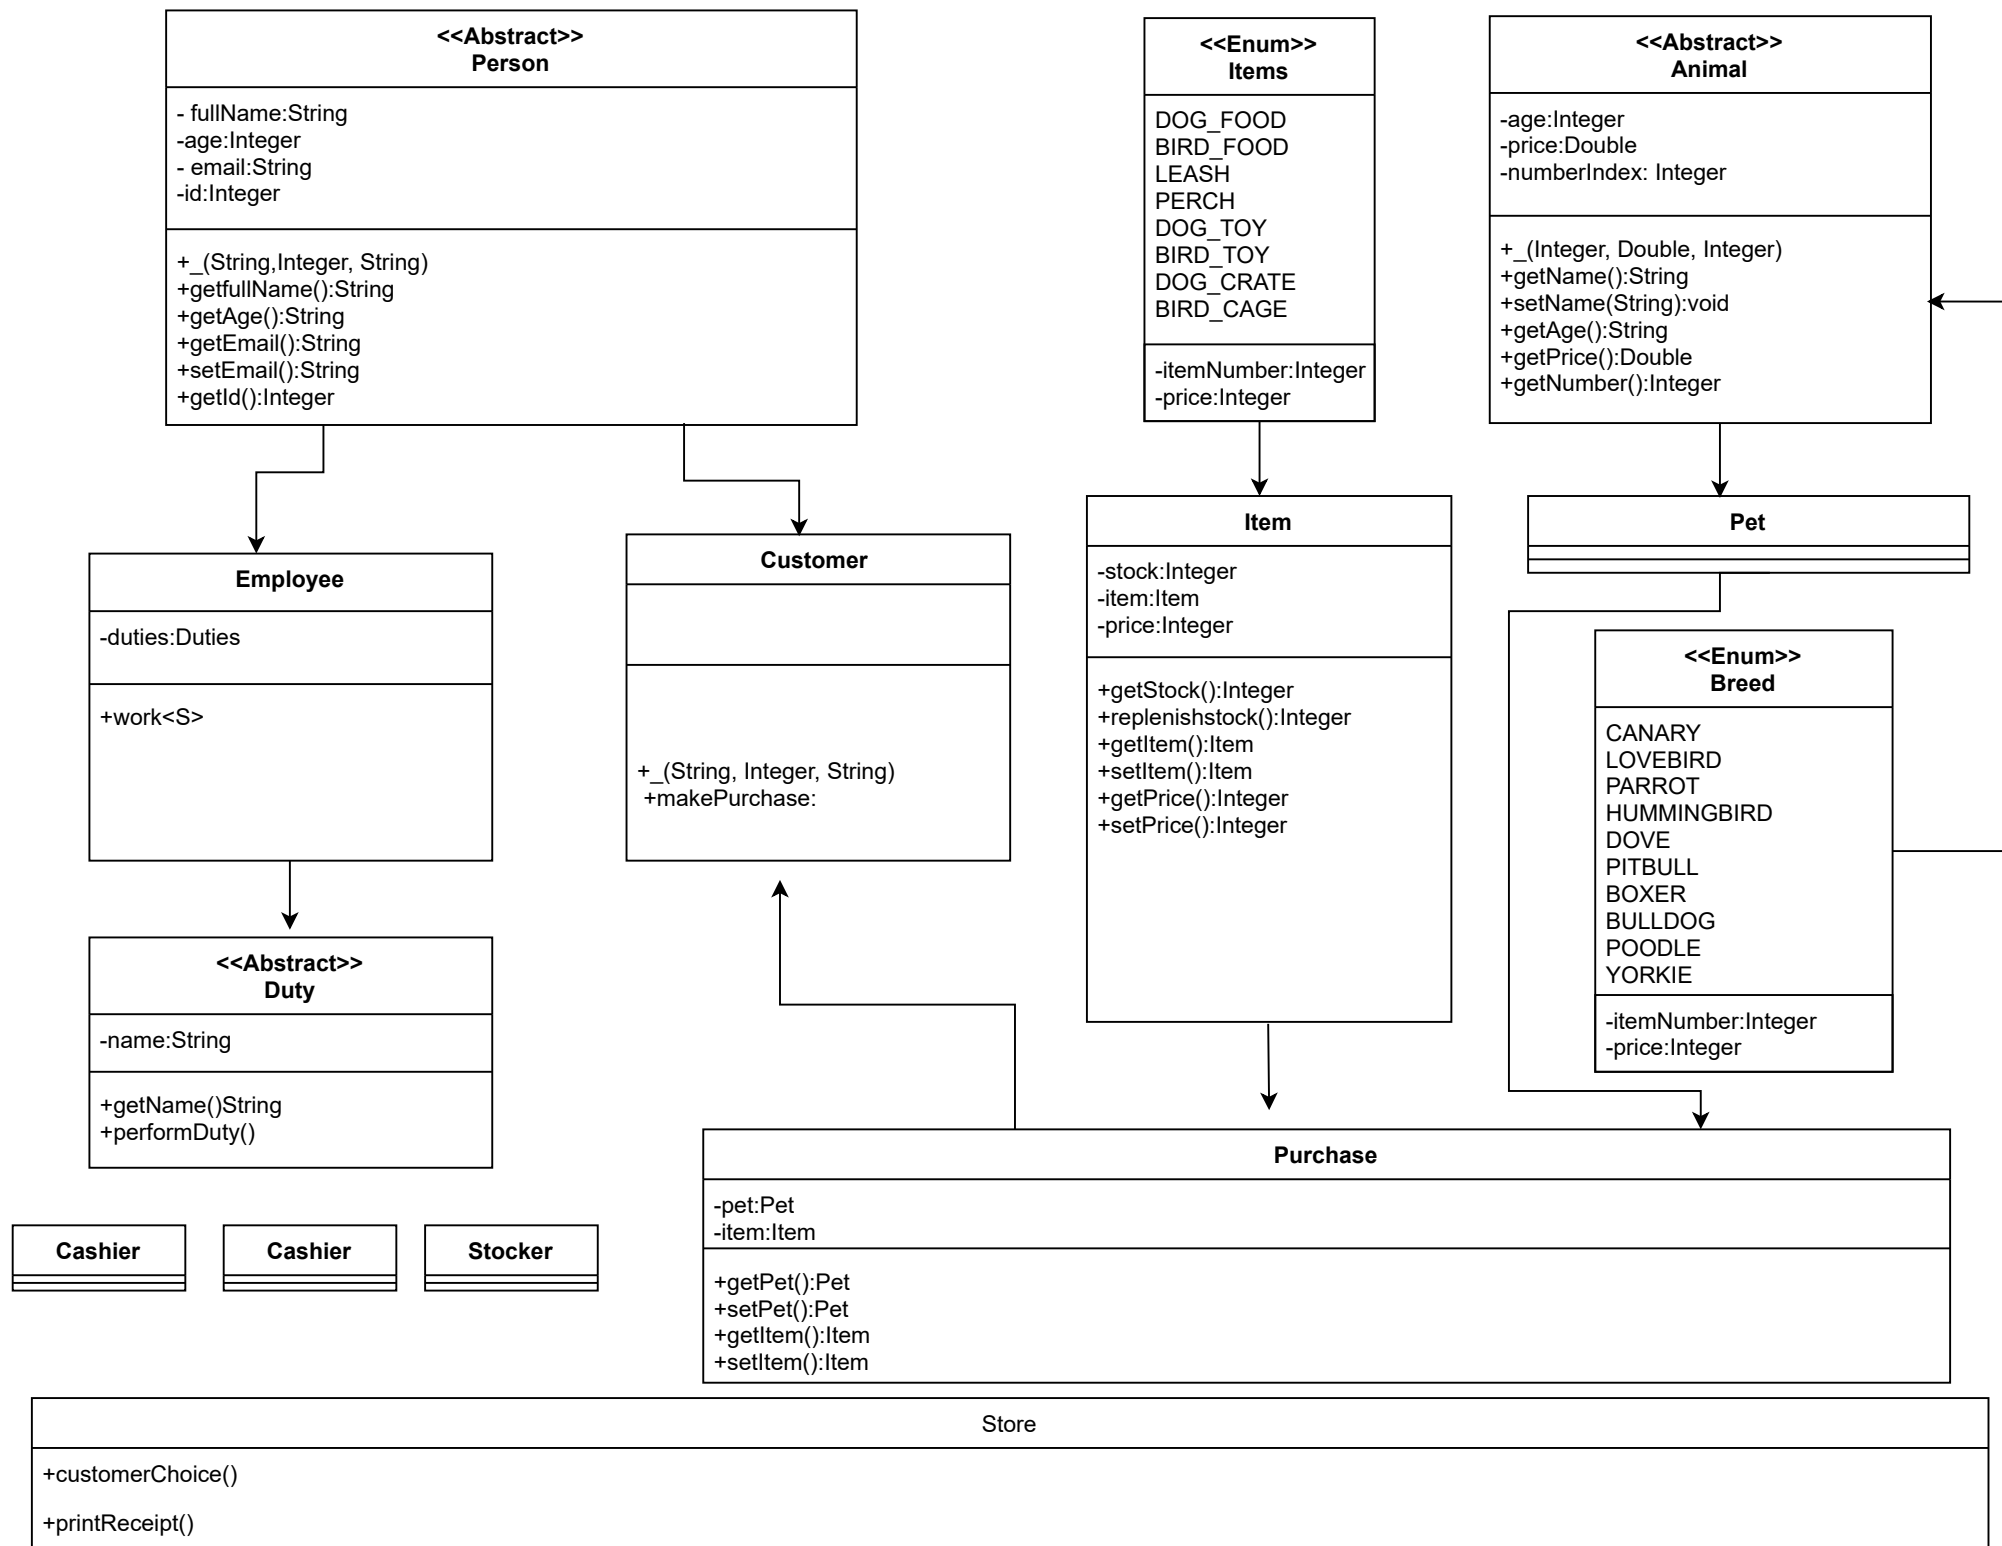 <<Abstract>>
Person
- fullName:String
-age:Integer
- email:String
-id:Integer
+_(String,Integer, String)
+getfullName():String
+getAge():String
+getEmail():String
+setEmail():String
+getId():Integer
<<Enum>>
Items
DOG_FOOD
BIRD_FOOD
LEASH
PERCH
DOG_TOY
BIRD_TOY
DOG_CRATE
BIRD_CAGE
-itemNumber:Integer
-price:Integer
<<Abstract>>
Animal
-age:Integer
-price:Double
-numberIndex: Integer
+_(Integer, Double, Integer)
+getName():String
+setName(String):void
+getAge():String
+getPrice():Double
+getNumber():Integer
Employee
-duties:Duties
+work<S>
Customer
+_(String, Integer, String)
+makePurchase:
Item
-stock:Integer
-item:Item
-price:Integer
+getStock():Integer
+replenishstock():Integer
+getItem():Item
+setItem():Item
+getPrice():Integer
+setPrice():Integer
Pet
<<Enum>>
Breed
CANARY
LOVEBIRD
PARROT
HUMMINGBIRD
DOVE
PITBULL
BOXER
BULLDOG
POODLE
YORKIE
-itemNumber:Integer
-price:Integer
<<Abstract>>
Duty
-name:String
+getName()String
+performDuty()
Cashier
Cashier
Stocker
Purchase
-pet:Pet
-item:Item
+getPet():Pet
+setPet():Pet
+getItem():Item
+setItem():Item
Store
+customerChoice()
+printReceipt()